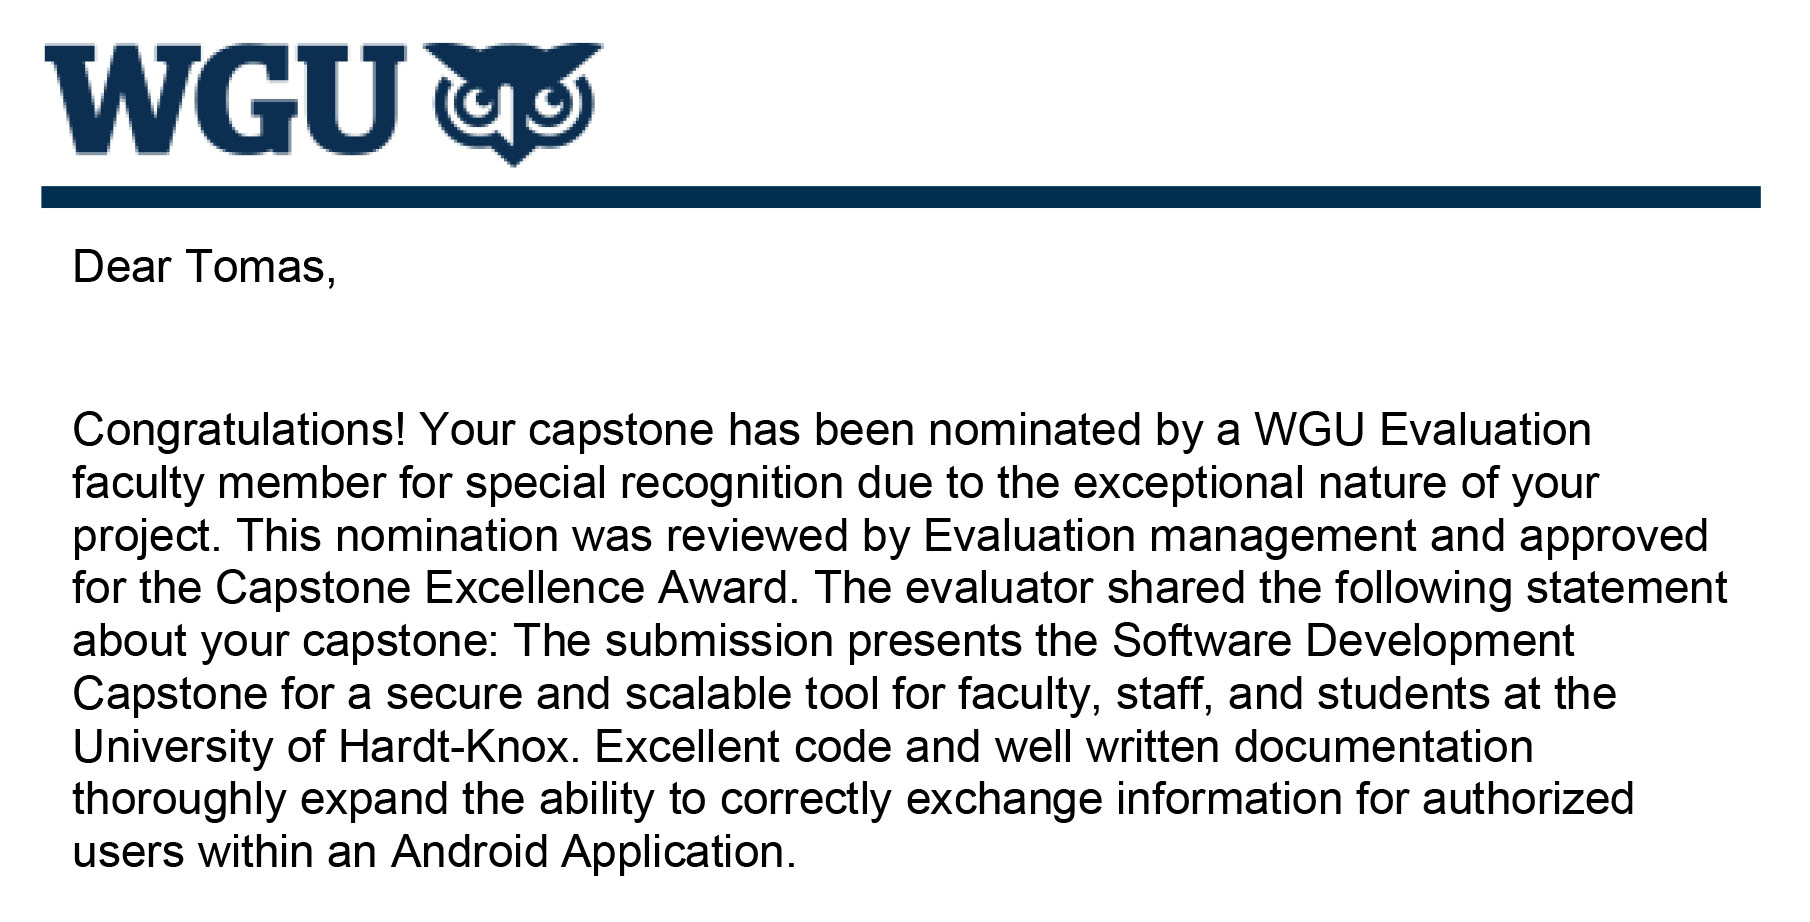 WGU
Dear Tomas,
Congratulations! Your capstone has been nominated by a WGU Evaluation
faculty member for special recognition due to the exceptional nature of your
project. This nomination was reviewed by Evaluation management and approved
for the Capstone Excellence Award. The evaluator shared the following statement
about your capstone: The submission presents the Software Development
Capstone for a secure and scalable tool for faculty, staff, and students at the
University of Hardt-Knox. Excellent code and well written documentation
thoroughly expand the ability to correctly exchange information for authorized
users within an Android Application.